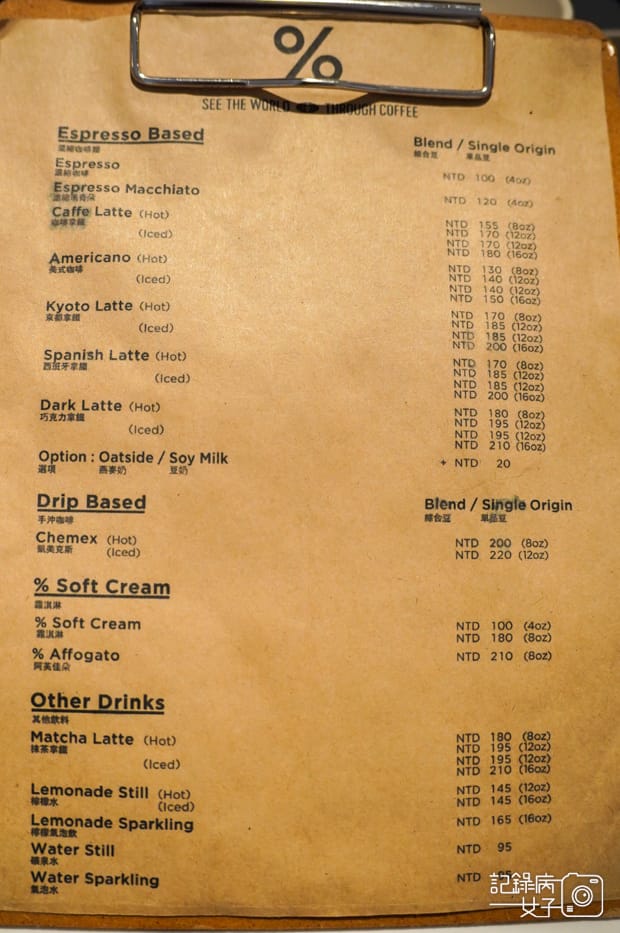 %
SEE THE WORLD THROUGH COFFEE
Espresso Based Blend / Single Origin
濃縮咖啡類 綜合豆 單品豆
Espresso NTD 100 (4oz)
濃縮咖啡
Espresso Macchiato NTD 120 (4oz)
濃縮瑪奇朵
Caffe Latte (Hot) NTD 155 (8oz)
咖啡拿鐵 NTD 170 (12oz)
(Iced) NTD 170 (12oz)
NTD 180 (16oz)
Americano (Hot) NTD 130 (8oz)
美式咖啡 NTD 140 (12oz)
(Iced) NTD 140 (12oz)
NTD 150 (16oz)
Kyoto Latte (Hot) NTD 170 (8oz)
京都拿鐵 NTD 185 (12oz)
(Iced) NTD 185 (12oz)
NTD 200 (16oz)
Spanish Latte (Hot) NTD 170 (8oz)
西班牙拿鐵 NTD 185 (12oz)
(Iced) NTD 185 (12oz)
NTD 200 (16oz)
Dark Latte (Hot) NTD 180 (8oz)
巧克力拿鐵 NTD 195 (12oz)
(Iced) NTD 195 (12oz)
NTD 210 (16oz)
Option : Oatside / Soy Milk + NTD 20
選項 燕麥奶 豆奶
Drip Based Blend / Single Origin
手沖咖啡 綜合豆 單品豆
Chemex (Hot) NTD 200 (8oz)
凱美克斯 (Iced) NTD 220 (12oz)
% Soft Cream
霜淇淋
% Soft Cream NTD 100 (4oz)
霜淇淋 NTD 180 (8oz)
% Affogato NTD 210 (8oz)
阿芙佳朵
Other Drinks
其他飲料
Matcha Latte (Hot) NTD 180 (8oz)
抹茶拿鐵 NTD 195 (12oz)
(Iced) NTD 195 (12oz)
NTD 210 (16oz)
Lemonade Still (Hot) NTD 145 (12oz)
檸檬水 (Iced) NTD 145 (16oz)
Lemonade Sparkling NTD 165 (16oz)
檸檬氣泡飲
Water Still NTD 95
礦泉水
Water Sparkling NTD
氣泡水
記錄病
女子